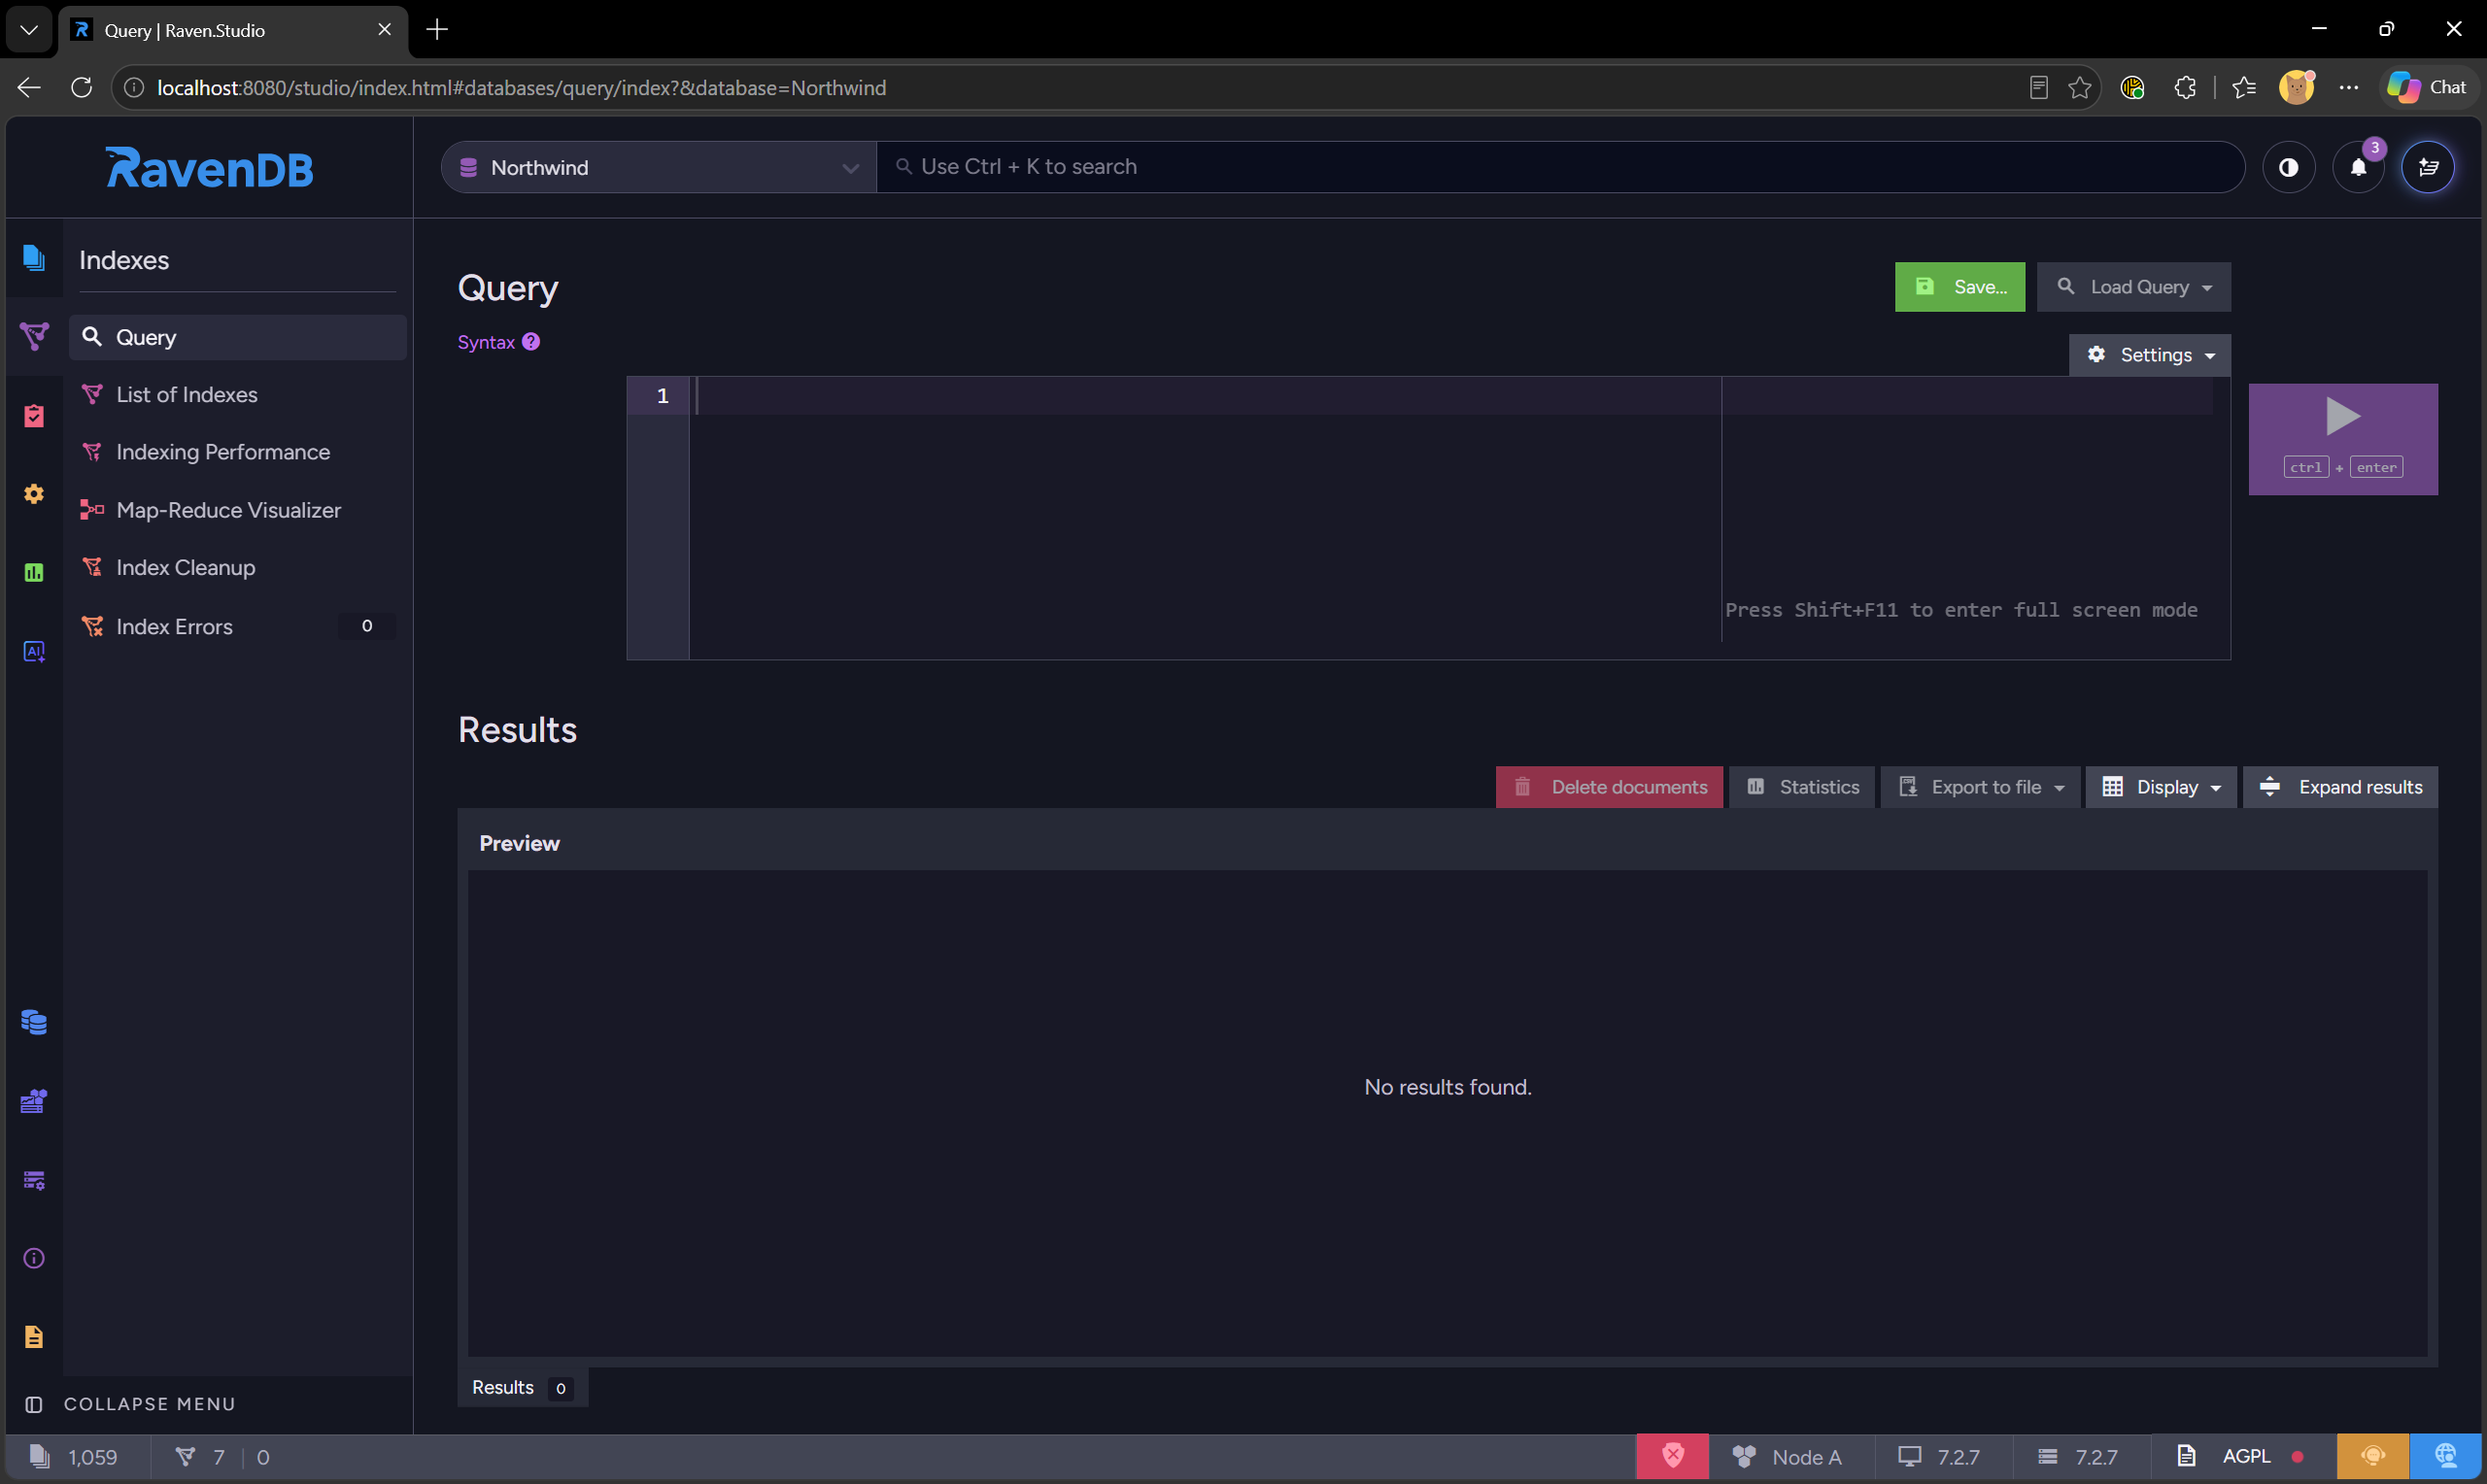 Query | Raven.Studio
localhost:8080/studio/index.html#databases/query/index?&database=Northwind
Chat
RavenDB
Northwind
Use Ctrl + K to search
3
Indexes
Query
List of Indexes
Indexing Performance
Map-Reduce Visualizer
Index Cleanup
Index Errors 0
AI
COLLAPSE MENU
Query
Save...
Load Query
Syntax ?
Settings
1
ctrl + enter
Press Shift+F11 to enter full screen mode
Results
Delete documents
Statistics
Export to file
Display
Expand results
Preview
No results found.
Results 0
1,059
7 | 0
Node A
7.2.7
7.2.7
AGPL